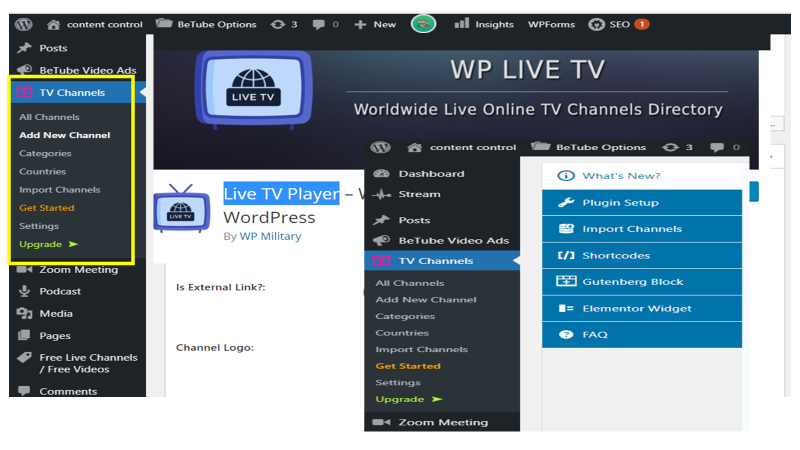 content control BeTube Options 3 0 + New Insights WPForms SEO 1
Posts
BeTube Video Ads
TV Channels
All Channels
Add New Channel
Categories
Countries
Import Channels
Get Started
Settings
Upgrade ➤
Zoom Meeting
Podcast
Media
Pages
Free Live Channels
/ Free Videos
Comments
LIVE TV
WP LIVE TV
Worldwide Live Online TV Channels Directory
LIVE TV
Live TV Player –
WordPress
By WP Military
Is External Link?:
Channel Logo:
content control BeTube Options 3 0
Dashboard
Stream
Posts
BeTube Video Ads
TV Channels
All Channels
Add New Channel
Categories
Countries
Import Channels
Get Started
Settings
Upgrade ➤
Zoom Meeting
What's New?
Plugin Setup
Import Channels
[/] Shortcodes
Gutenberg Block
Elementor Widget
FAQ